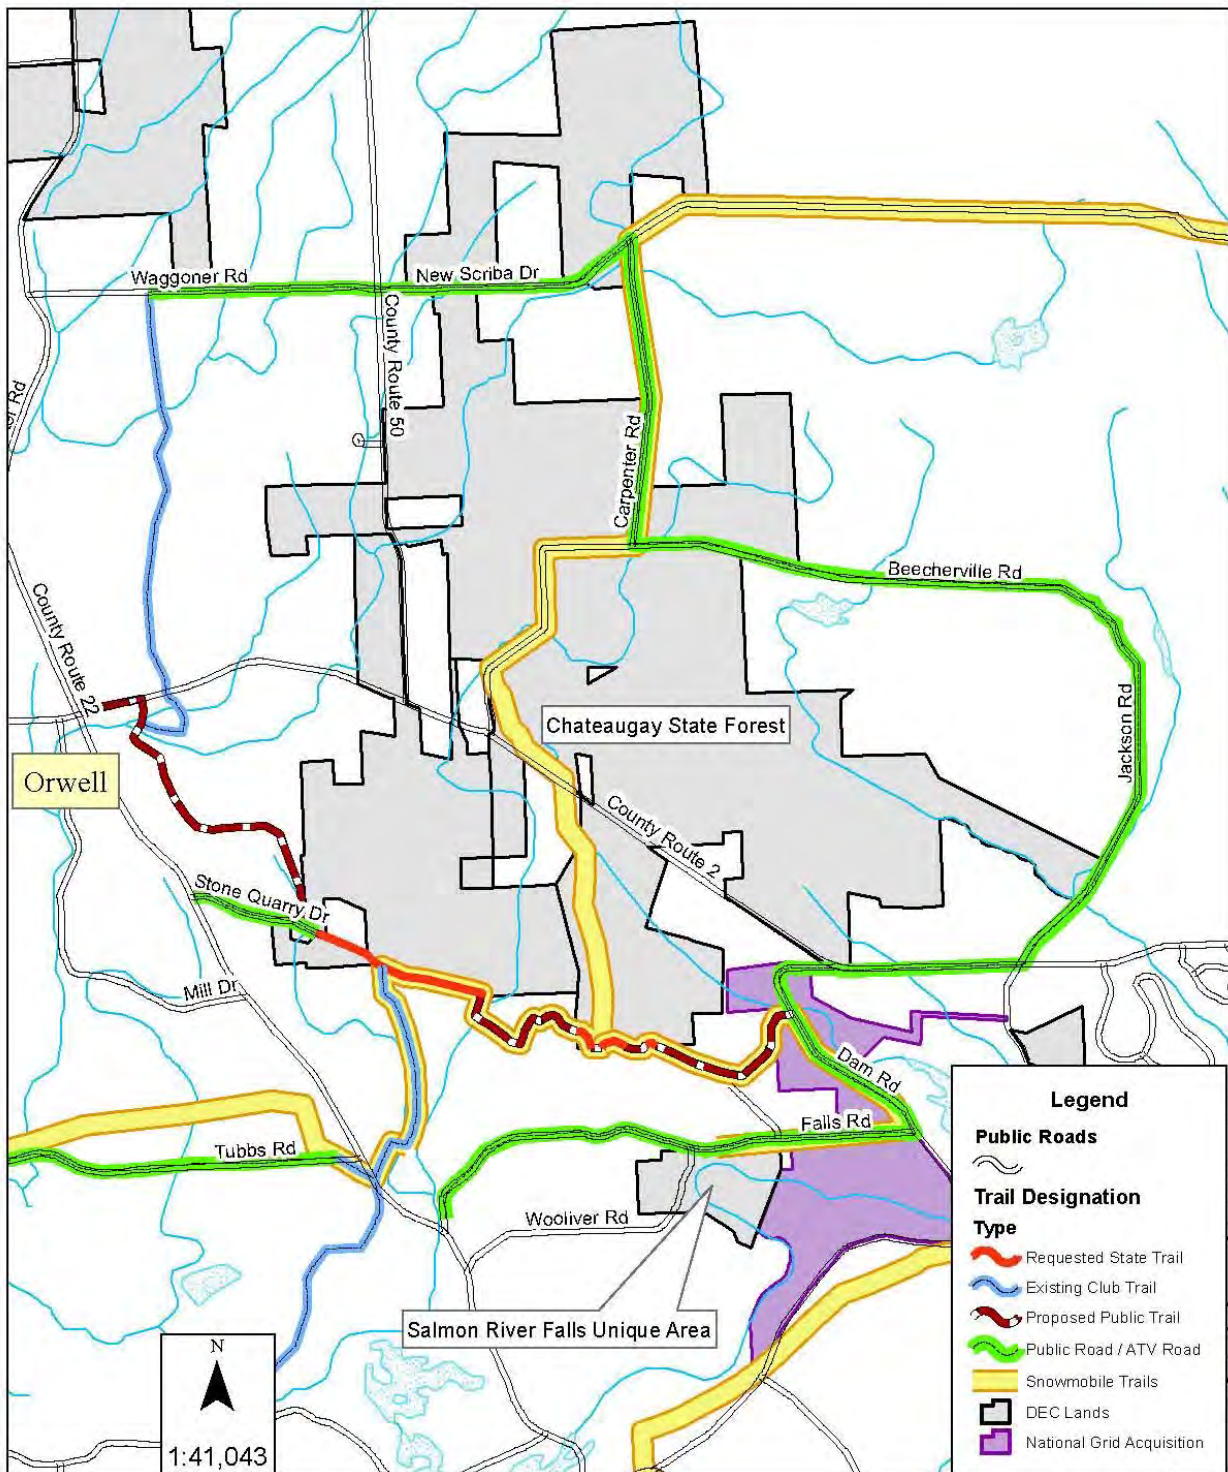 Waggoner Rd
New Scriba Dr
County Route 50
Carpenter Rd
Beecherville Rd
County Route 22
Jackson Rd
Chateaugay State Forest
Orwell
County Route 2
Stone Quarry Dr
Mill Dr
Dam Rd
Falls Rd
Tubbs Rd
Wooliver Rd
Salmon River Falls Unique Area
N
1:41,043
Legend
Public Roads
Trail Designation
Type
Requested State Trail
Existing Club Trail
Proposed Public Trail
Public Road / ATV Road
Snowmobile Trails
DEC Lands
National Grid Acquisition